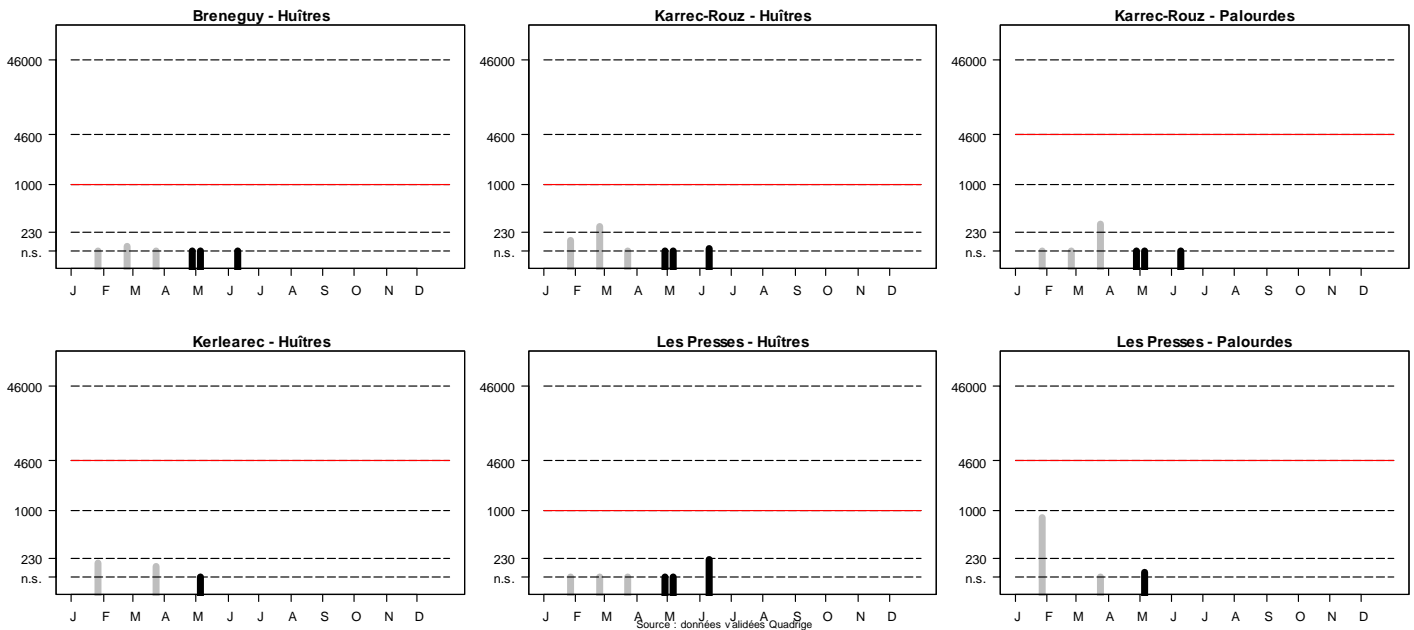 Breneguy - Huîtres
46000
4600
1000
230
n.s.
J F M A M J J A S O N D
Karrec-Rouz - Huîtres
46000
4600
1000
230
n.s.
J F M A M J J A S O N D
Karrec-Rouz - Palourdes
46000
4600
1000
230
n.s.
J F M A M J J A S O N D
Kerlearec - Huîtres
46000
4600
1000
230
n.s.
J F M A M J J A S O N D
Les Presses - Huîtres
46000
4600
1000
230
n.s.
J F M A M J J A S O N D
Les Presses - Palourdes
46000
4600
1000
230
n.s.
J F M A M J J A S O N D
Source : données validées Quadrige